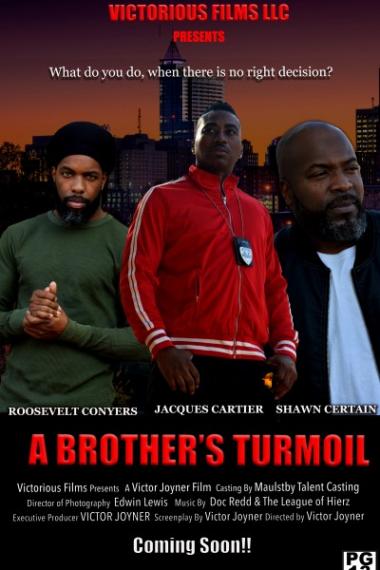 VICTORIOUS FILMS LLC
PRESENTS
What do you do, when there is no right decision?
ROOSEVELT CONYERS JACQUES CARTIER SHAWN CERTAIN
A BROTHER'S TURMOIL
Victorious Films Presents A Victor Joyner Film Casting By Maulstby Talent Casting
Director of Photography Edwin Lewis Music By Doc Redd & The League of Hierz
Executive Producer VICTOR JOYNER Screenplay By Victor Joyner Directed by Victor Joyner
Coming Soon!!
PG